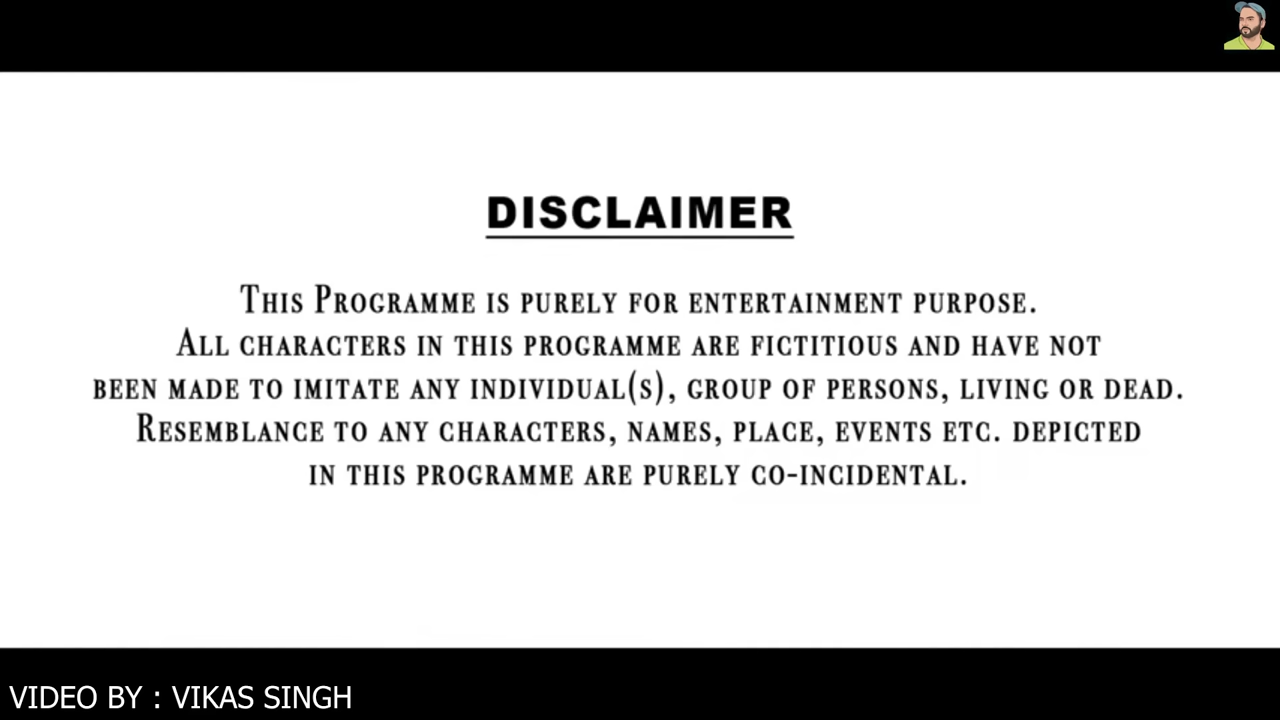 DISCLAIMER
THIS PROGRAMME IS PURELY FOR ENTERTAINMENT PURPOSE.
ALL CHARACTERS IN THIS PROGRAMME ARE FICTITIOUS AND HAVE NOT
BEEN MADE TO IMITATE ANY INDIVIDUAL(S), GROUP OF PERSONS, LIVING OR DEAD.
RESEMBLANCE TO ANY CHARACTERS, NAMES, PLACE, EVENTS ETC. DEPICTED
IN THIS PROGRAMME ARE PURELY CO-INCIDENTAL.
VIDEO BY : VIKAS SINGH